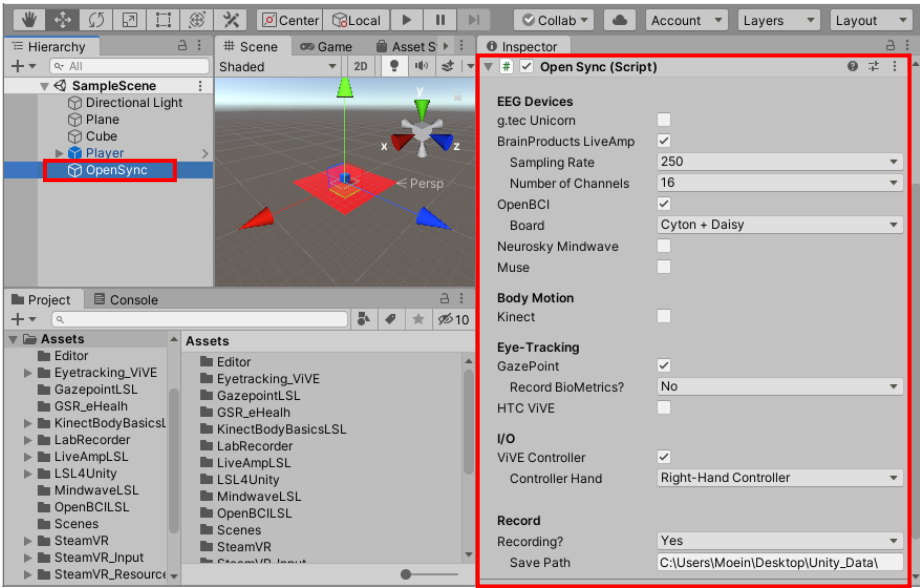 Center Local Collab Account Layers Layout
Hierarchy
All
SampleScene
Directional Light
Plane
Cube
Player
OpenSync
Scene Game Asset S
Shaded 2D
y
x z
Persp
Project Console
10
Assets
Editor
Eyetracking_ViVE
GazepointLSL
GSR_eHealh
KinectBodyBasicsL
LabRecorder
LiveAmpLSL
LSL4Unity
MindwaveLSL
OpenBCILSL
Scenes
SteamVR
SteamVR_Input
SteamVR_Resource
Assets
Editor
Eyetracking_ViVE
GazepointLSL
GSR_eHealh
KinectBodyBasicsLSL
LabRecorder
LiveAmpLSL
LSL4Unity
MindwaveLSL
OpenBCILSL
Scenes
SteamVR
SteamVR_Input
Inspector
# Open Sync (Script)
EEG Devices
g.tec Unicorn
BrainProducts LiveAmp
Sampling Rate 250
Number of Channels 16
OpenBCI
Board Cyton + Daisy
Neurosky Mindwave
Muse
Body Motion
Kinect
Eye-Tracking
GazePoint
Record BioMetrics? No
HTC ViVE
I/O
ViVE Controller
Controller Hand Right-Hand Controller
Record
Recording? Yes
Save Path C:\Users\Moein\Desktop\Unity_Data\